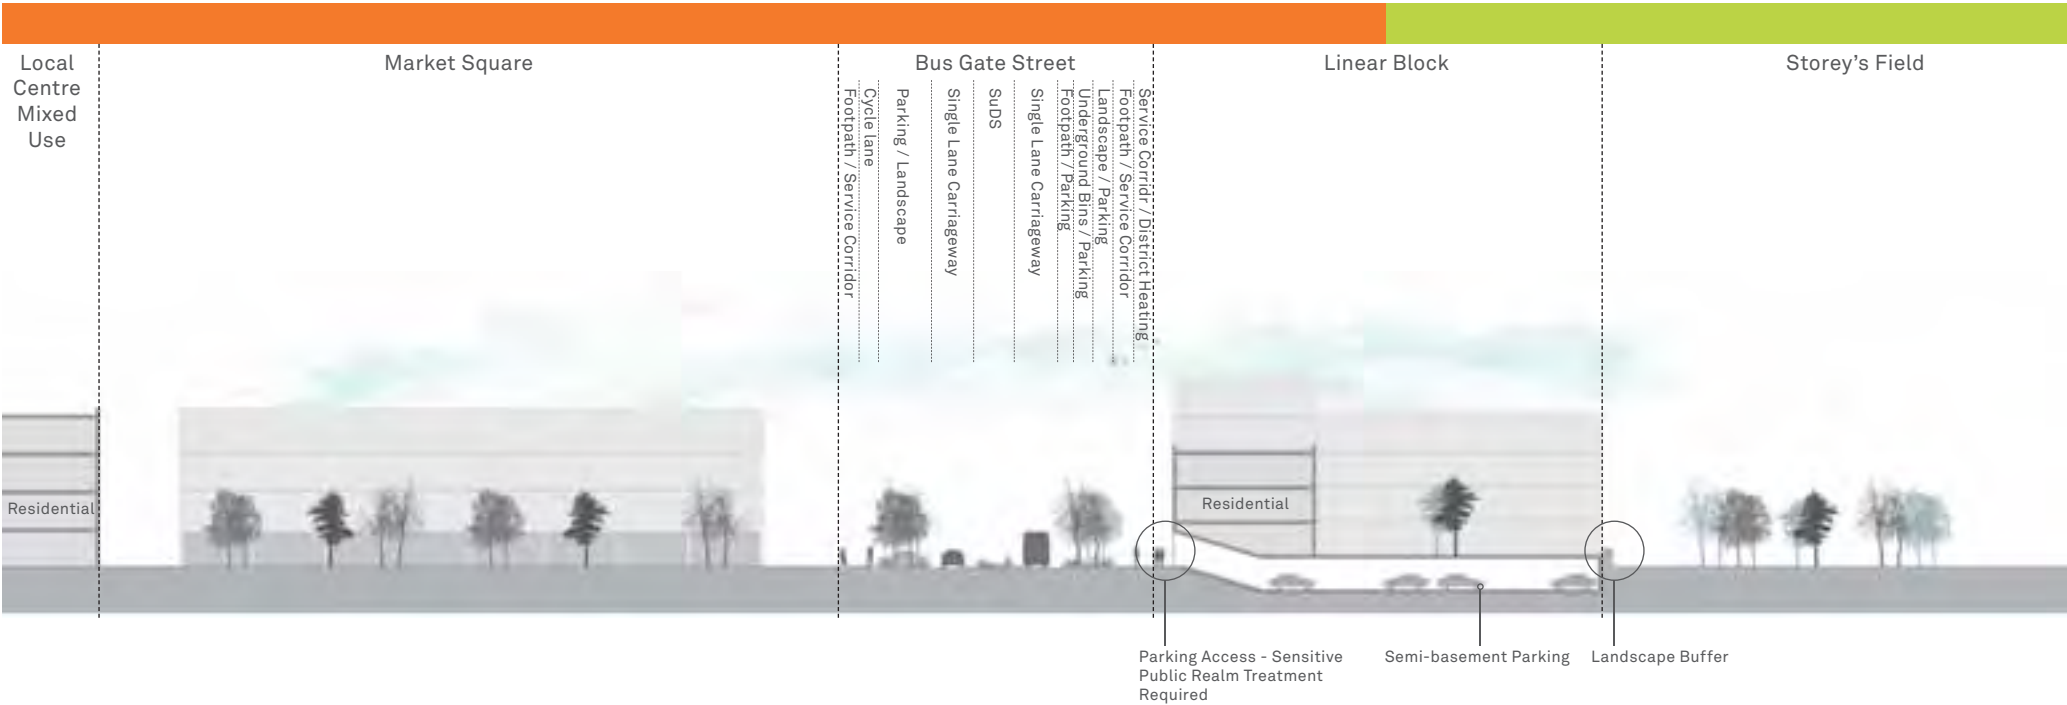 Local
Centre
Mixed
Use
Market Square
Bus Gate Street
Linear Block
Storey's Field
Footpath / Service Corridor
Cycle lane
Parking / Landscape
Single Lane Carriageway
SuDS
Single Lane Carriageway
Footpath / Parking
Underground Bins / Parking
Landscape / Parking
Footpath / Service Corridor
Service Corridr / District Heating
Residential
Residential
Parking Access - Sensitive
Public Realm Treatment
Required
Semi-basement Parking
Landscape Buffer